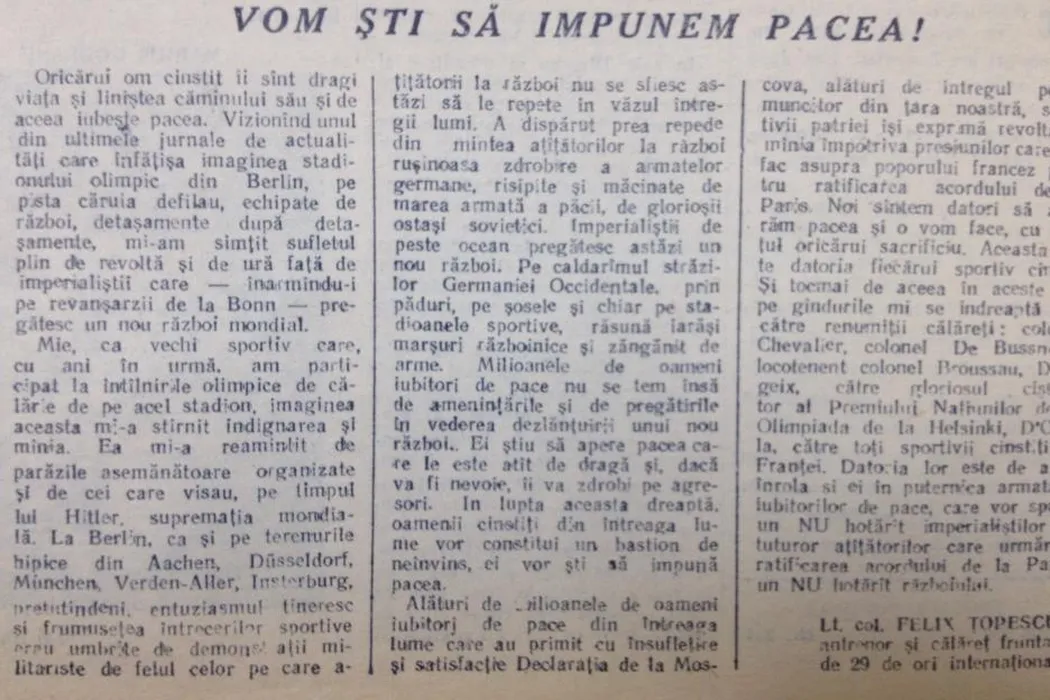 VOM ŞTI SĂ IMPUNEM PACEA!
Oricărui om cinstit îi sînt dragi
viaţa şi liniştea căminului său şi de
aceea iubeşte pacea. Vizionînd unul
din ultimele jurnale de actuali-
tăţi care înfăţişa imaginea stadi-
onului olimpic din Berlin, pe
pista căruia defilau, echipate de
război, detaşamente după deta-
şamente, mi-am simţit sufletul
plin de revoltă şi de ură faţă de
imperialiştii care — înarmîndu-i
pe revanşarzii de la Bonn — pre-
gătesc un nou război mondial.
Mie, ca vechi sportiv care,
cu ani în urmă, am parti-
cipat la întîlnirile olimpice de că-
lărie de pe acel stadion, imaginea
aceasta mi-a stîrnit indignarea şi
mînia. Ea mi-a reamintit de
parăzile asemănătoare organizate
şi de cei care visau, pe timpul
lui Hitler, supremaţia mondia-
lă. La Berlin, ca şi pe terenurile
hipice din Aachen, Düsseldorf,
München, Verden-Aller, Insterburg,
pretutindeni, entuziasmul tineresc
şi frumuseţea întrecerilor sportive
erau umbrite de demonstraţii mi-
litariste de felul celor pe care a-
ţîţătorii la război nu se sfiesc as-
tăzi să le repete în văzul între-
gii lumi. A dispărut prea repede
din mintea aţîţătorilor la război
ruşinoasa zdrobire a armatelor
germane, risipite şi măcinate de
marea armată a păcii, de glorioşii
ostaşi sovietici. Imperialiştii de
peste ocean pregătesc astăzi un
nou război. Pe caldarîmul străzi-
lor Germaniei Occidentale, prin
păduri, pe şosele şi chiar pe sta-
dioanele sportive, răsună iarăşi
marşuri războinice şi zăngănit de
arme. Milioanele de oameni
iubitori de pace nu se tem însă
de ameninţările şi de pregătirile
în vederea dezlănţuirii unui nou
război. Ei ştiu să apere pacea ca-
re le este atît de dragă şi, dacă
va fi nevoie, îi va zdrobi pe agre-
sori. In lupta aceasta dreaptă,
oamenii cinstiţi din întreaga lu-
me vor constitui un bastion de
neînvins, ei vor şti să impună
pacea.
Alături de milioanele de oameni
iubitori de pace din întreaga
lume care au primit cu însufleţire
şi satisfacţie Declaraţia de la Mos-
cova, alături de întregul
muncitor din ţara noastră,
tivii patriei îşi exprimă
mînia împotriva presiunilor care
fac asupra poporului francez
tru ratificarea acordului de
Paris. Noi sîntem datori să
răm pacea şi o vom face, cu
ţul oricărui sacrificiu. Aceasta
te datoria fiecărui sportiv
Şi tocmai de aceea în aceste
pe gîndurile mi se îndreaptă
către renumiţii călăreţi:
Chevalier, colonel De
locotenent colonel Broussau,
geix, către gloriosul
tor al Premiului Naţiunilor
Olimpiada de la Helsinki,
la, către toţi sportivii
Franţei. Datoria lor este de
înrola şi ei în puternica
iubitorilor de pace, care vor
un NU hotărît imperialiştilor
tuturor aţîţătorilor care
ratificarea acordului de la
un NU hotărît războiului.
Lt. col. FELIX
antrenor şi călăreţ
de 29 de ori